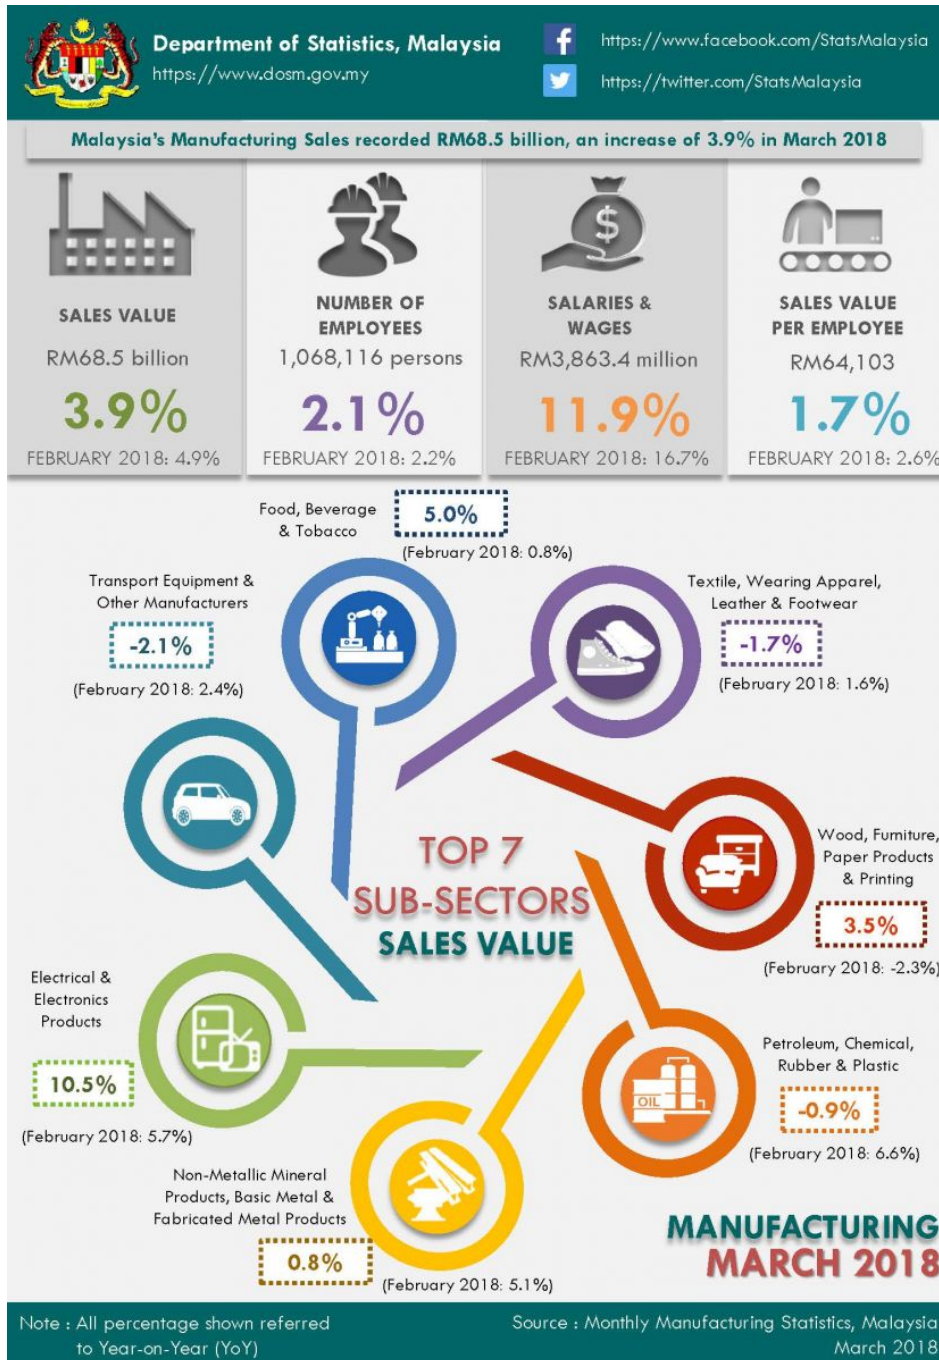 Department of Statistics, Malaysia
https://www.dosm.gov.my
https://www.facebook.com/StatsMalaysia
https://twitter.com/StatsMalaysia
Malaysia's Manufacturing Sales recorded RM68.5 billion, an increase of 3.9% in March 2018
SALES VALUE
RM68.5 billion
3.9%
FEBRUARY 2018: 4.9%
NUMBER OF
EMPLOYEES
1,068,116 persons
2.1%
FEBRUARY 2018: 2.2%
$
SALARIES &
WAGES
RM3,863.4 million
11.9%
FEBRUARY 2018: 16.7%
SALES VALUE
PER EMPLOYEE
RM64,103
1.7%
FEBRUARY 2018: 2.6%
Food, Beverage
& Tobacco
5.0%
(February 2018: 0.8%)
Transport Equipment &
Other Manufacturers
-2.1%
(February 2018: 2.4%)
Textile, Wearing Apparel,
Leather & Footwear
-1.7%
(February 2018: 1.6%)
TOP 7
SUB-SECTORS
SALES VALUE
Wood, Furniture,
Paper Products
& Printing
3.5%
(February 2018: -2.3%)
Electrical &
Electronics
Products
10.5%
(February 2018: 5.7%)
Petroleum, Chemical,
Rubber & Plastic
OIL
-0.9%
(February 2018: 6.6%)
Non-Metallic Mineral
Products, Basic Metal &
Fabricated Metal Products
0.8%
(February 2018: 5.1%)
MANUFACTURING
MARCH 2018
Note : All percentage shown referred
to Year-on-Year (YoY)
Source : Monthly Manufacturing Statistics, Malaysia
March 2018